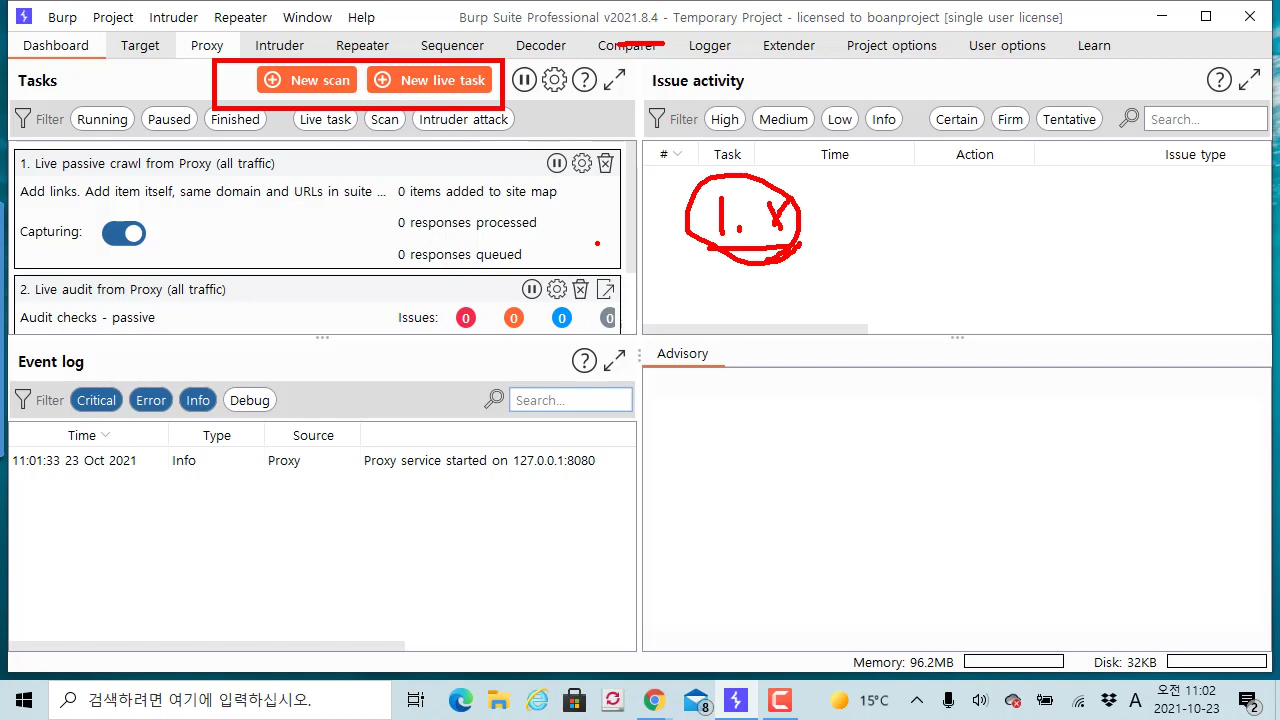 Burp Project Intruder Repeater Window Help Burp Suite Professional v2021.8.4 - Temporary Project - licensed to boanproject [single user license]
Dashboard Target Proxy Intruder Repeater Sequencer Decoder Comparer Logger Extender Project options User options Learn
Tasks New scan New live task
Filter Running Paused Finished Live task Scan Intruder attack
1. Live passive crawl from Proxy (all traffic)
Add links. Add item itself, same domain and URLs in suite ... 0 items added to site map
0 responses processed
Capturing:
0 responses queued
2. Live audit from Proxy (all traffic)
Audit checks - passive Issues: 0 0 0 0
Issue activity
Filter High Medium Low Info Certain Firm Tentative Search...
# Task Time Action Issue type
1. x
Event log
Filter Critical Error Info Debug Search...
Time Type Source
11:01:33 23 Oct 2021 Info Proxy Proxy service started on 127.0.0.1:8080
Advisory
Memory: 96.2MB Disk: 32KB
검색하려면 여기에 입력하십시오. 8 15°C A 오전 11:02
2021-10-23 2